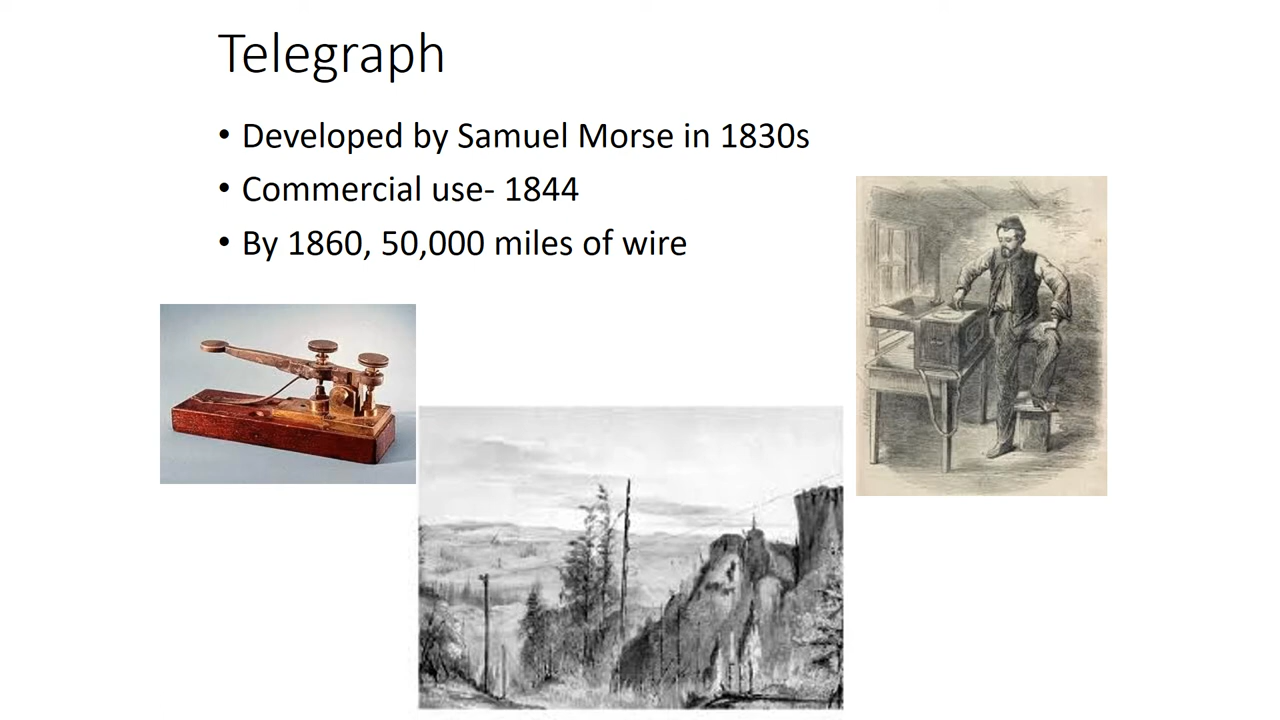 Telegraph
• Developed by Samuel Morse in 1830s
• Commercial use- 1844
• By 1860, 50,000 miles of wire